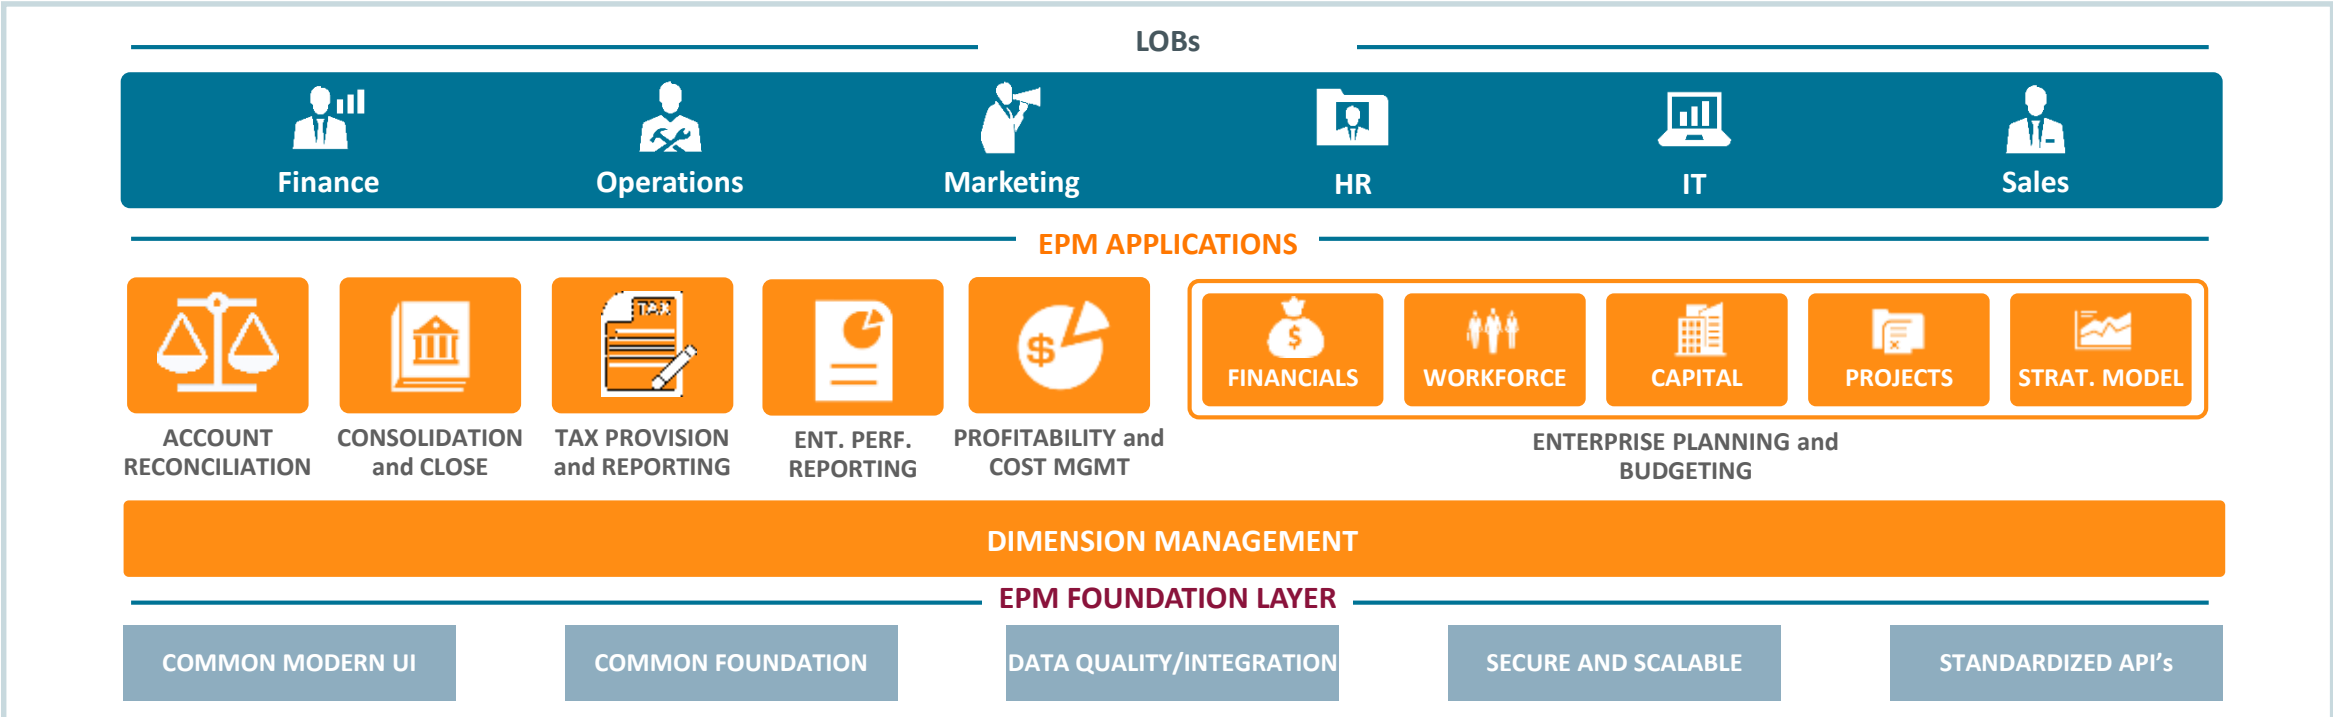 LOBs
Finance
Operations
Marketing
HR
IT
Sales
EPM APPLICATIONS
TAX
$
$
FINANCIALS
WORKFORCE
CAPITAL
PROJECTS
STRAT. MODEL
ACCOUNT
RECONCILIATION
CONSOLIDATION
and CLOSE
TAX PROVISION
and REPORTING
ENT. PERF.
REPORTING
PROFITABILITY and
COST MGMT
ENTERPRISE PLANNING and
BUDGETING
DIMENSION MANAGEMENT
EPM FOUNDATION LAYER
COMMON MODERN UI
COMMON FOUNDATION
DATA QUALITY/INTEGRATION
SECURE AND SCALABLE
STANDARDIZED API’s